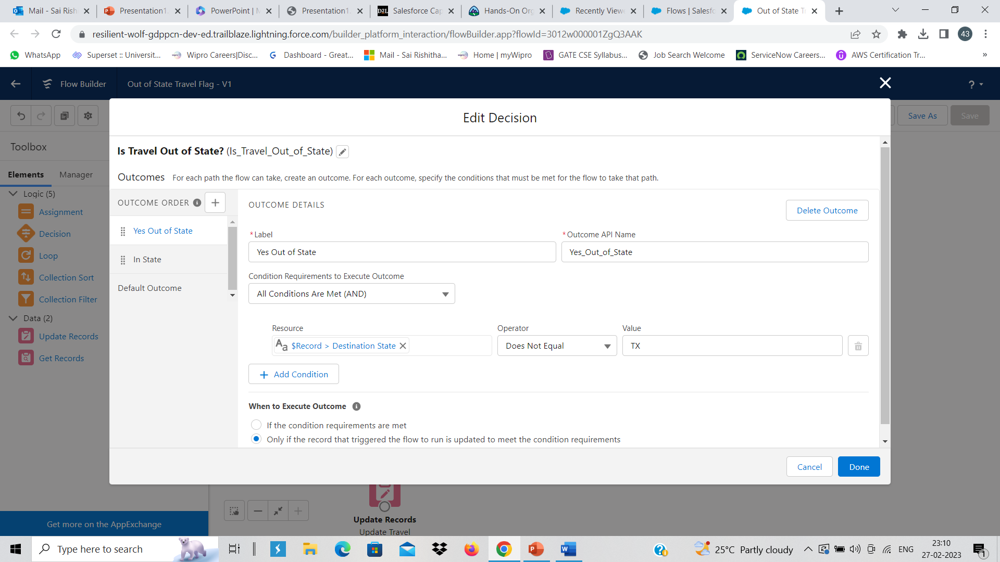 Mail - Sai Rish
Presentation1.
PowerPoint | M
Presentation1.
D2L Salesforce Cap
Hands-On Org
Recently View
Flows | Salesfo
Out of State T
resilient-wolf-gdppcn-dev-ed.trailblaze.lightning.force.com/builder_platform_interaction/flowBuilder.app?flowId=3012w000001ZgQ3AAK
43
WhatsApp
Superset :: Universit...
Wipro Careers|Disc...
Dashboard - Great...
Mail - Sai Rishitha...
Home | myWipro
GATE CSE Syllabus...
Job Search Welcome
ServiceNow Careers...
AWS Certification Tr...
»
Flow Builder
Out of State Travel Flag - V1
?
Save As
Save
Edit Decision
Toolbox
Elements
Manager
Logic (5)
Assignment
Decision
Loop
Collection Sort
Collection Filter
Data (2)
Update Records
Get Records
Get more on the AppExchange
Is Travel Out of State? (Is_Travel_Out_of_State)
Outcomes For each path the flow can take, create an outcome. For each outcome, specify the conditions that must be met for the flow to take that path.
OUTCOME ORDER
Yes Out of State
In State
Default Outcome
OUTCOME DETAILS
Delete Outcome
*Label
Yes Out of State
*Outcome API Name
Yes_Out_of_State
Condition Requirements to Execute Outcome
All Conditions Are Met (AND)
Resource
Operator
Value
Aa $Record > Destination State
Does Not Equal
TX
+ Add Condition
When to Execute Outcome
If the condition requirements are met
Only if the record that triggered the flow to run is updated to meet the condition requirements
Cancel
Done
Update Records
Update Travel
Type here to search
25°C Partly cloudy
ENG
23:10
27-02-2023
1